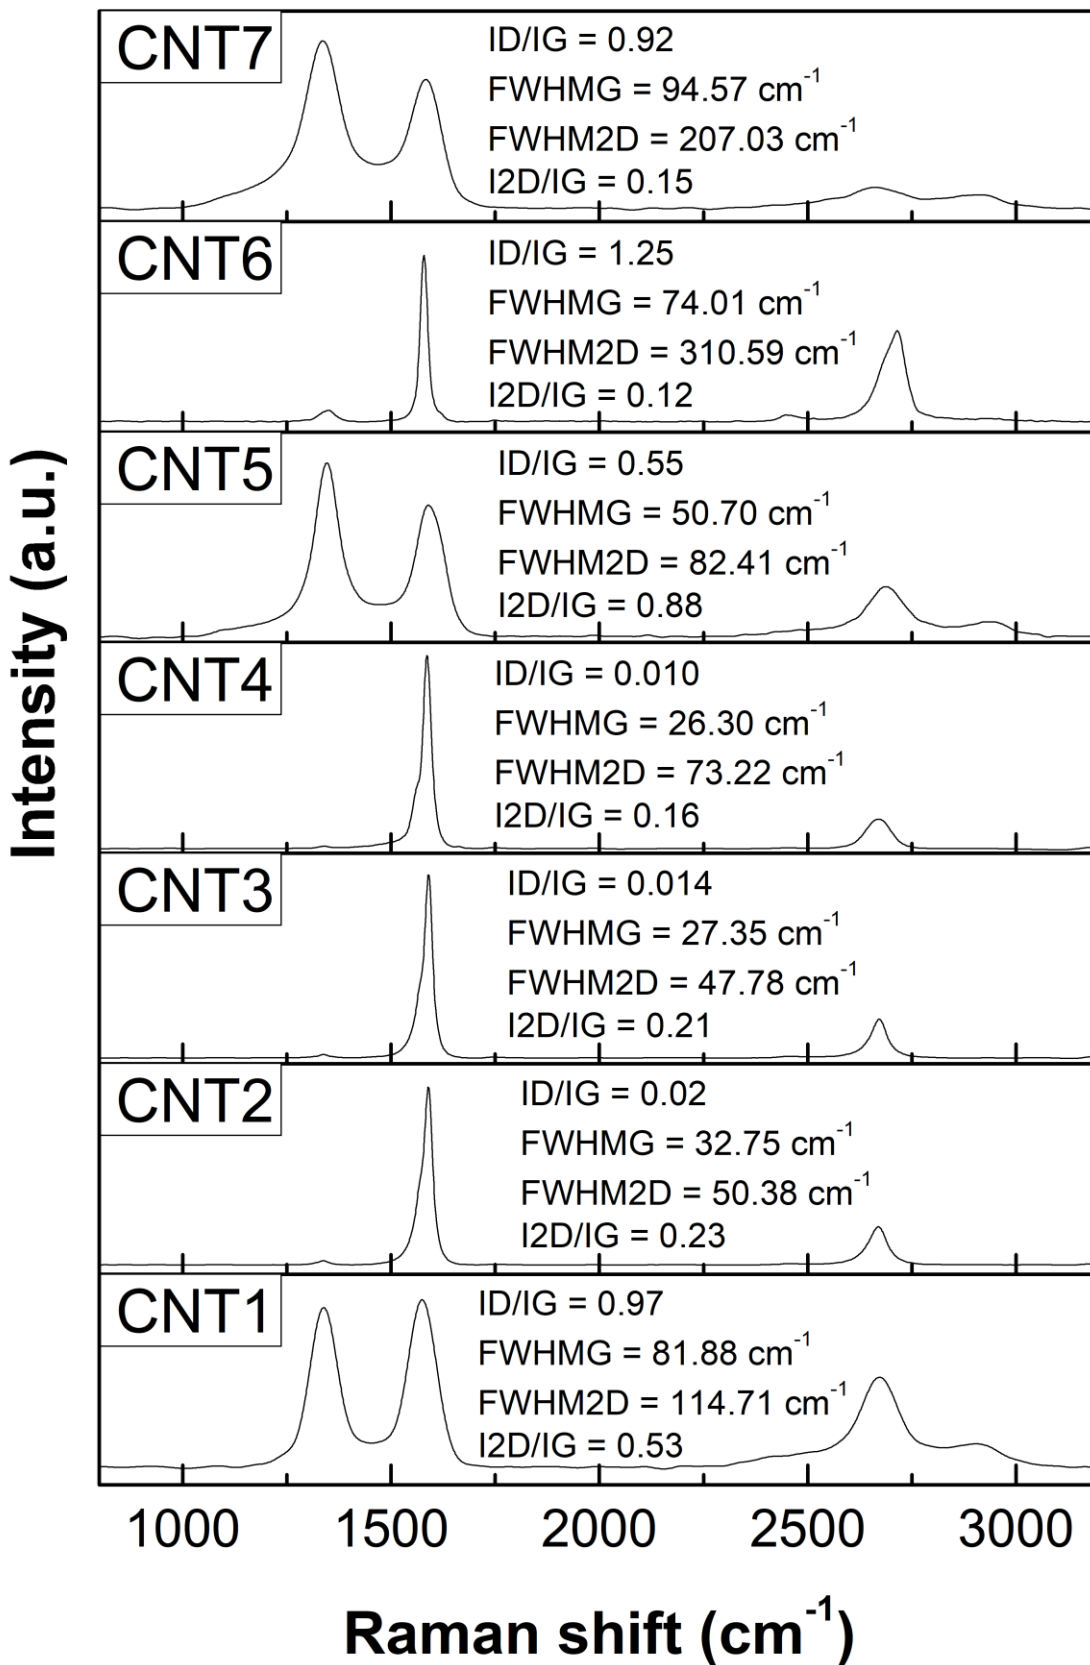 CNT7
ID/IG = 0.92
FWHMG = 94.57 cm⁻¹
FWHM2D = 207.03 cm⁻¹
I2D/IG = 0.15
CNT6
ID/IG = 1.25
FWHMG = 74.01 cm⁻¹
FWHM2D = 310.59 cm⁻¹
I2D/IG = 0.12
CNT5
ID/IG = 0.55
FWHMG = 50.70 cm⁻¹
FWHM2D = 82.41 cm⁻¹
I2D/IG = 0.88
CNT4
ID/IG = 0.010
FWHMG = 26.30 cm⁻¹
FWHM2D = 73.22 cm⁻¹
I2D/IG = 0.16
CNT3
ID/IG = 0.014
FWHMG = 27.35 cm⁻¹
FWHM2D = 47.78 cm⁻¹
I2D/IG = 0.21
CNT2
ID/IG = 0.02
FWHMG = 32.75 cm⁻¹
FWHM2D = 50.38 cm⁻¹
I2D/IG = 0.23
CNT1
ID/IG = 0.97
FWHMG = 81.88 cm⁻¹
FWHM2D = 114.71 cm⁻¹
I2D/IG = 0.53
Intensity (a.u.)
1000 1500 2000 2500 3000
Raman shift (cm⁻¹)